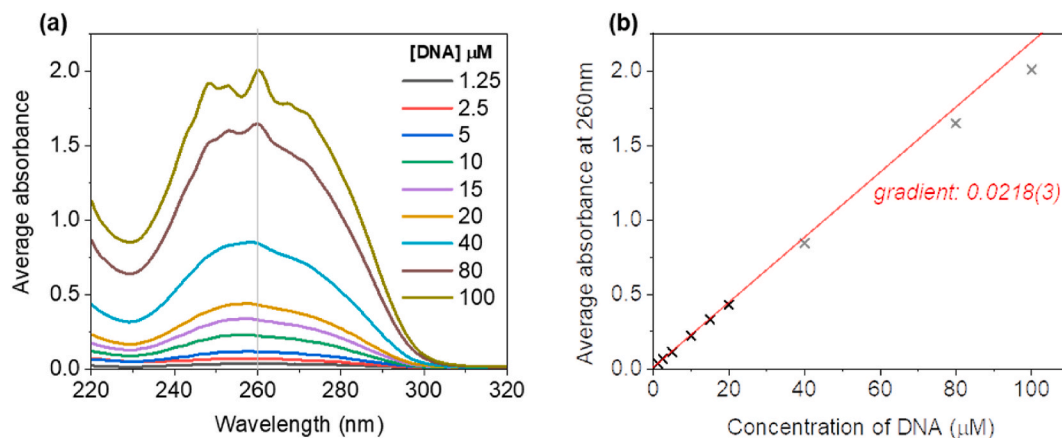 (a)
Average absorbance
2.0
1.5
1.0
0.5
0.0
220 240 260 280 300 320
Wavelength (nm)
[DNA] µM
1.25
2.5
5
10
15
20
40
80
100
(b)
Average absorbance at 260nm
2.0
1.5
1.0
0.5
0.0
0 20 40 60 80 100
Concentration of DNA (µM)
gradient: 0.0218(3)